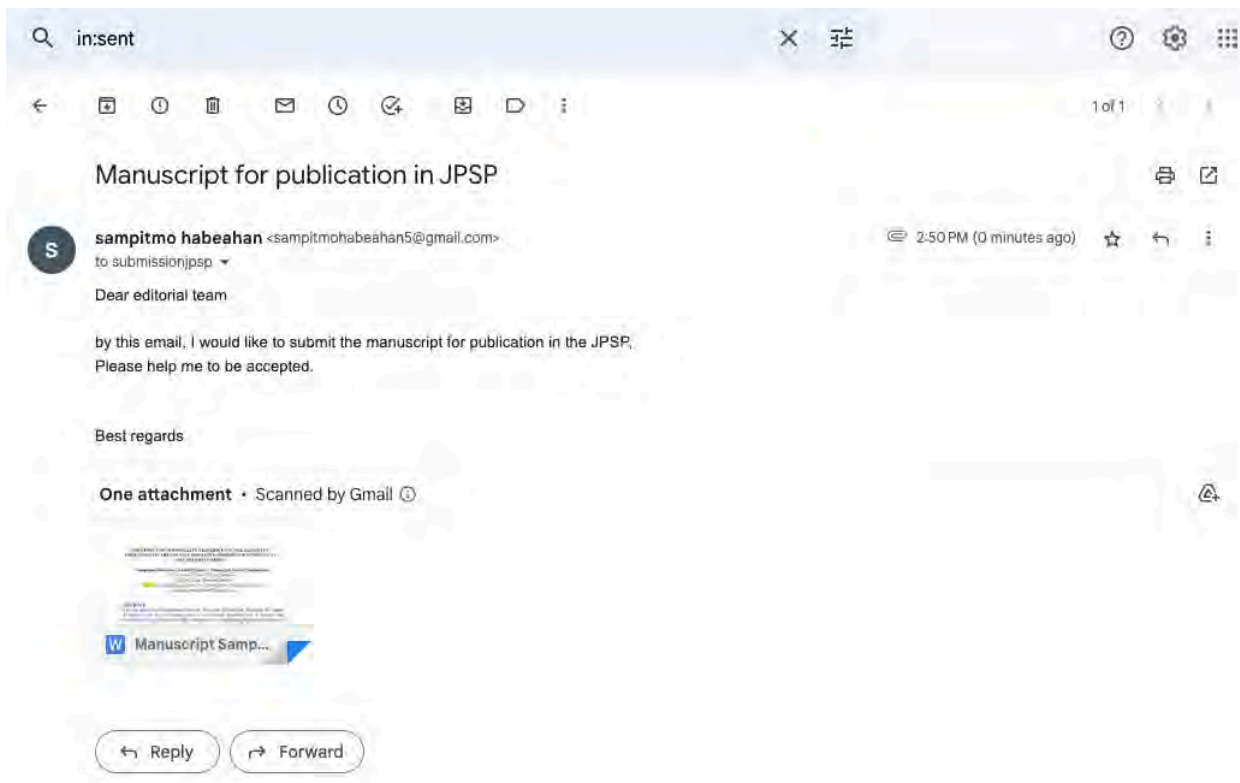 in:sent
1 of 1
Manuscript for publication in JPSP
sampitmo habeahan <sampitmohabeahan5@gmail.com>
2:50 PM (0 minutes ago)
to submissionjpsp
S
Dear editorial team
by this email, I would like to submit the manuscript for publication in the JPSP,
Please help me to be accepted.
Best regards
One attachment • Scanned by Gmail
W Manuscript Samp...
Reply
Forward